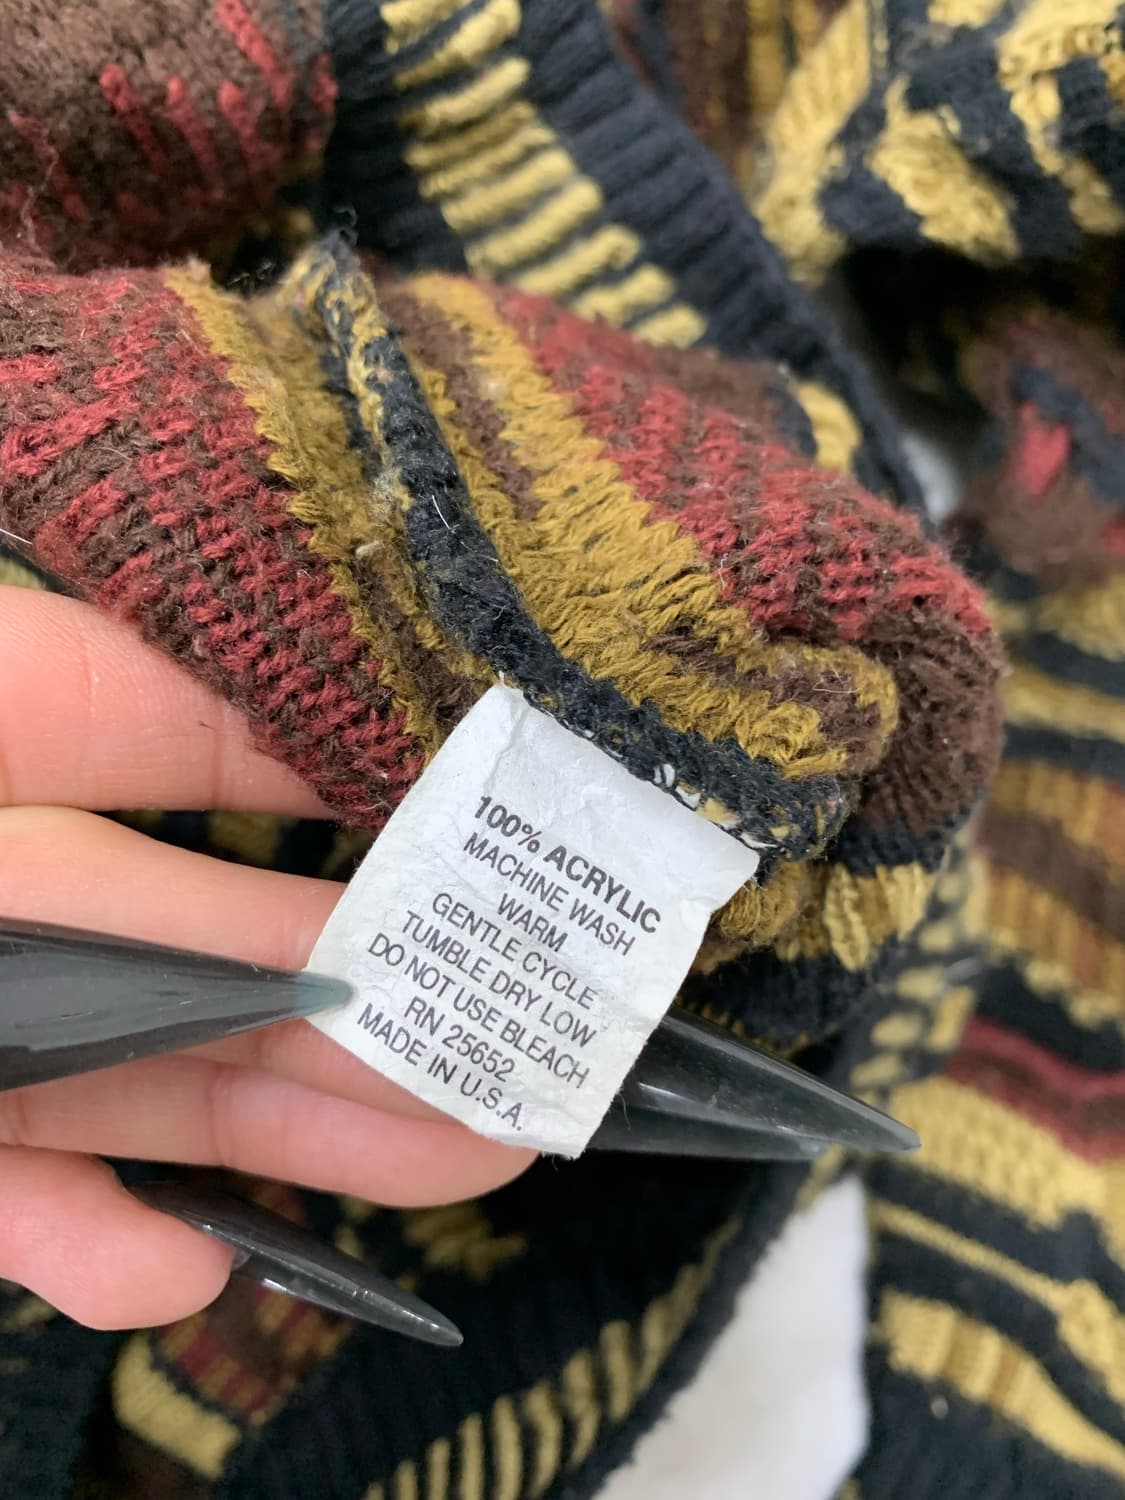 100% ACRYLIC
MACHINE WASH
WARM
GENTLE CYCLE
TUMBLE DRY LOW
DO NOT USE BLEACH
RN 25652
MADE IN U.S.A.